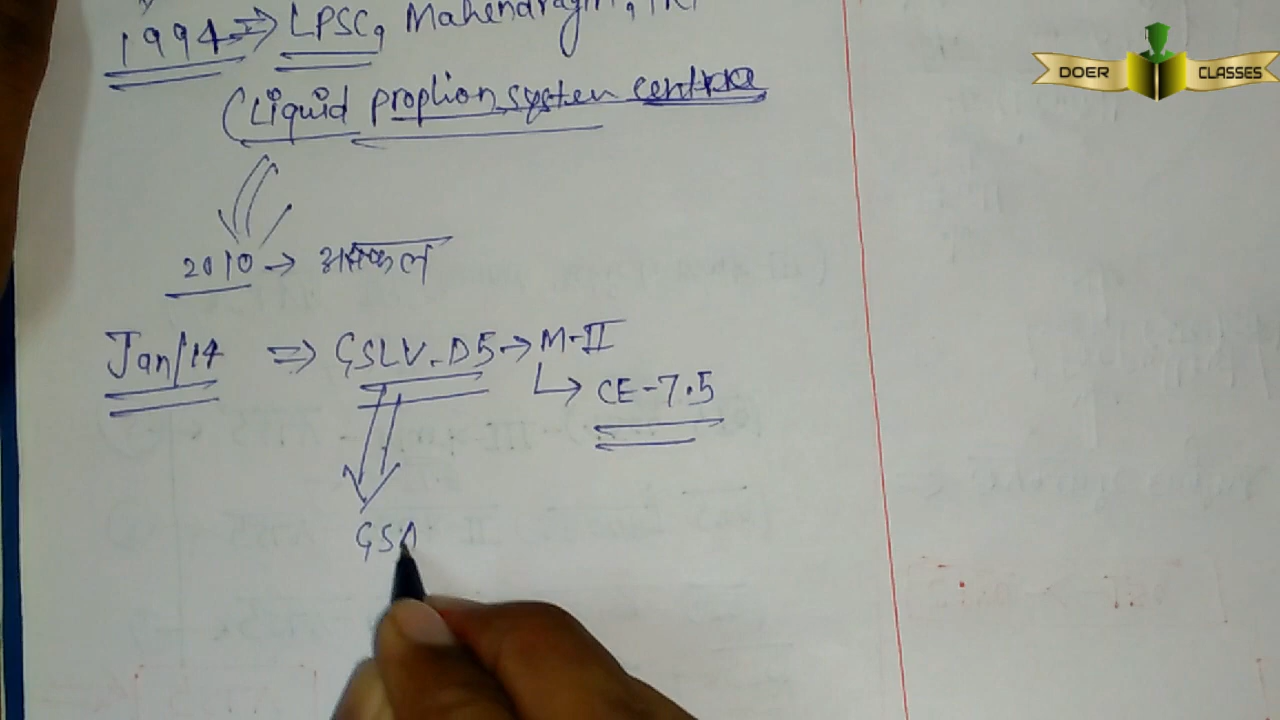 1994 => LPSC, Mahendragiri,
(Liquid proplion system centre
2010 -> असफल
Jan/14 => GSLV-D5 -> M-II
CE-7.5
GSA
DOER CLASSES